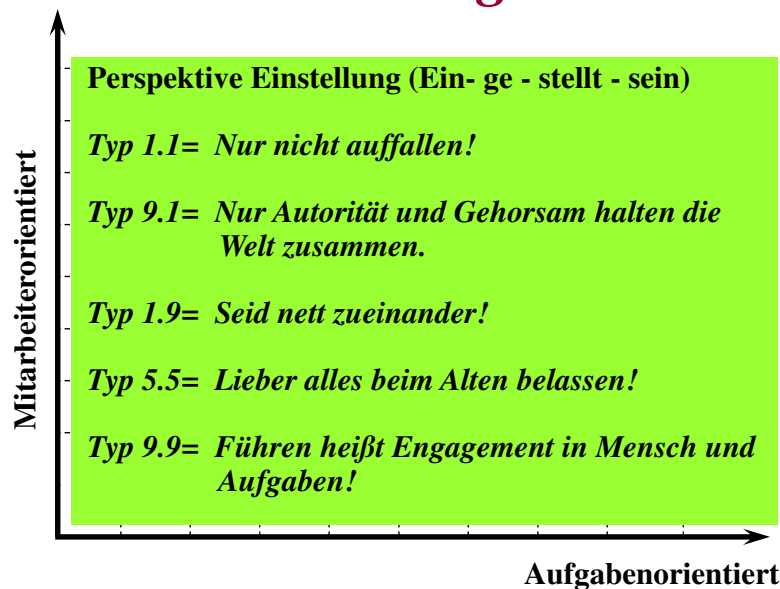 Perspektive Einstellung (Ein- ge - stellt - sein)
Typ 1.1= Nur nicht auffallen!
Typ 9.1= Nur Autorität und Gehorsam halten die
Welt zusammen.
Typ 1.9= Seid nett zueinander!
Typ 5.5= Lieber alles beim Alten belassen!
Typ 9.9= Führen heißt Engagement in Mensch und
Aufgaben!
Mitarbeiterorientiert
Aufgabenorientiert